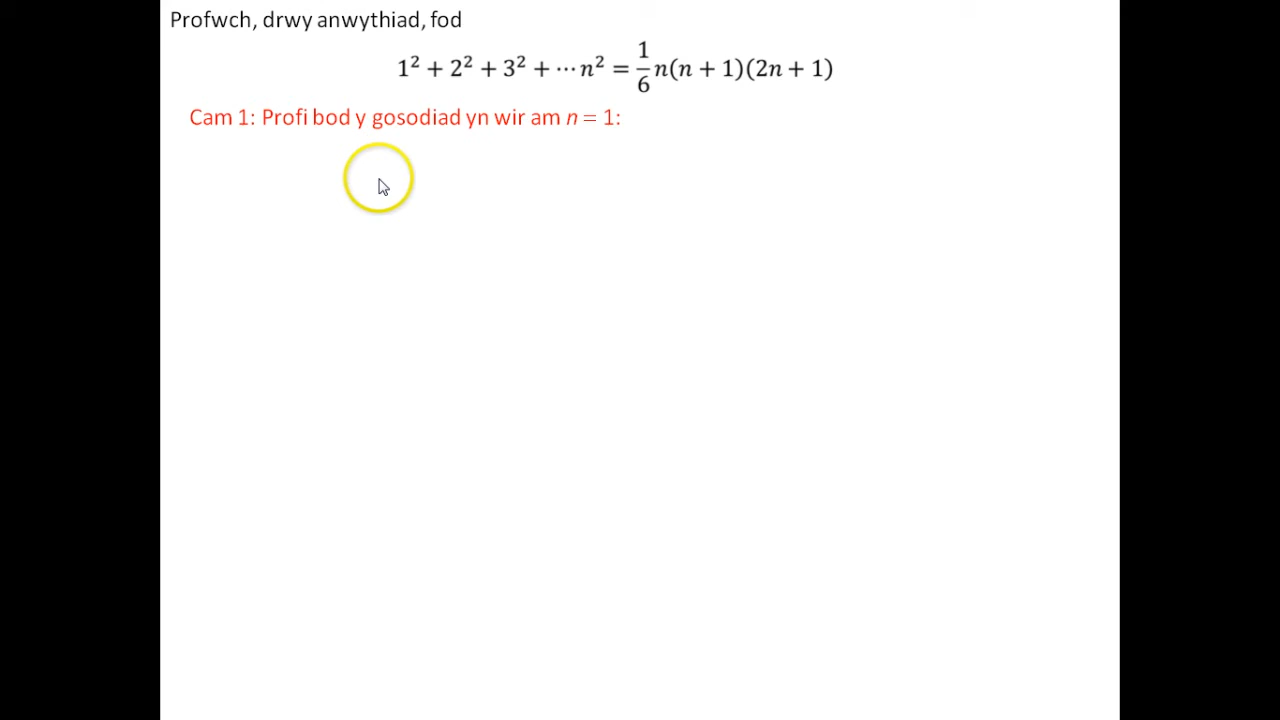 Profwch, drwy anwythiad, fod
1² + 2² + 3² + ⋯ n² = 1/6 n(n + 1)(2n + 1)
Cam 1: Profi bod y gosodiad yn wir am n = 1: